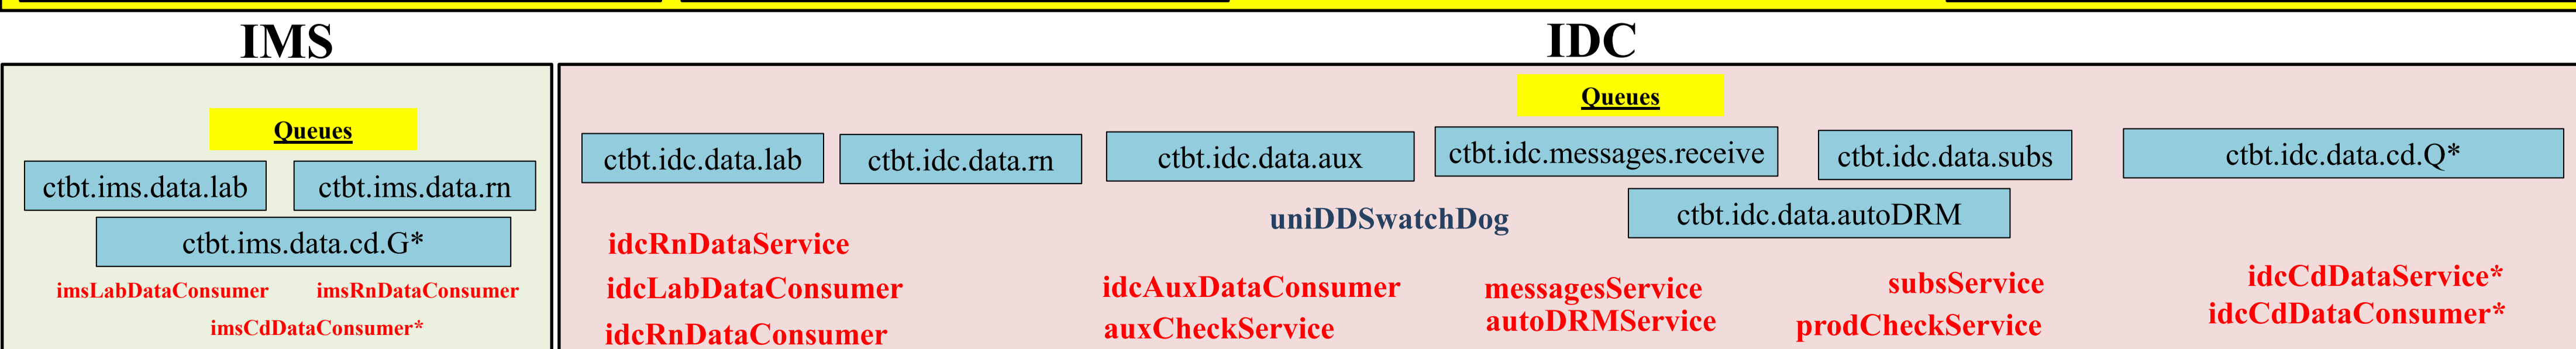 IMS
IDC
Queues
ctbt.ims.data.lab
ctbt.ims.data.rn
ctbt.ims.data.cd.G*
imsLabDataConsumer
imsRnDataConsumer
imsCdDataConsumer*
Queues
ctbt.idc.data.lab
ctbt.idc.data.rn
ctbt.idc.data.aux
ctbt.idc.messages.receive
ctbt.idc.data.subs
ctbt.idc.data.cd.Q*
uniDDSwatchDog
ctbt.idc.data.autoDRM
idcRnDataService
idcLabDataConsumer
idcRnDataConsumer
idcAuxDataConsumer
auxCheckService
messagesService
autoDRMService
subsService
prodCheckService
idcCdDataService*
idcCdDataConsumer*